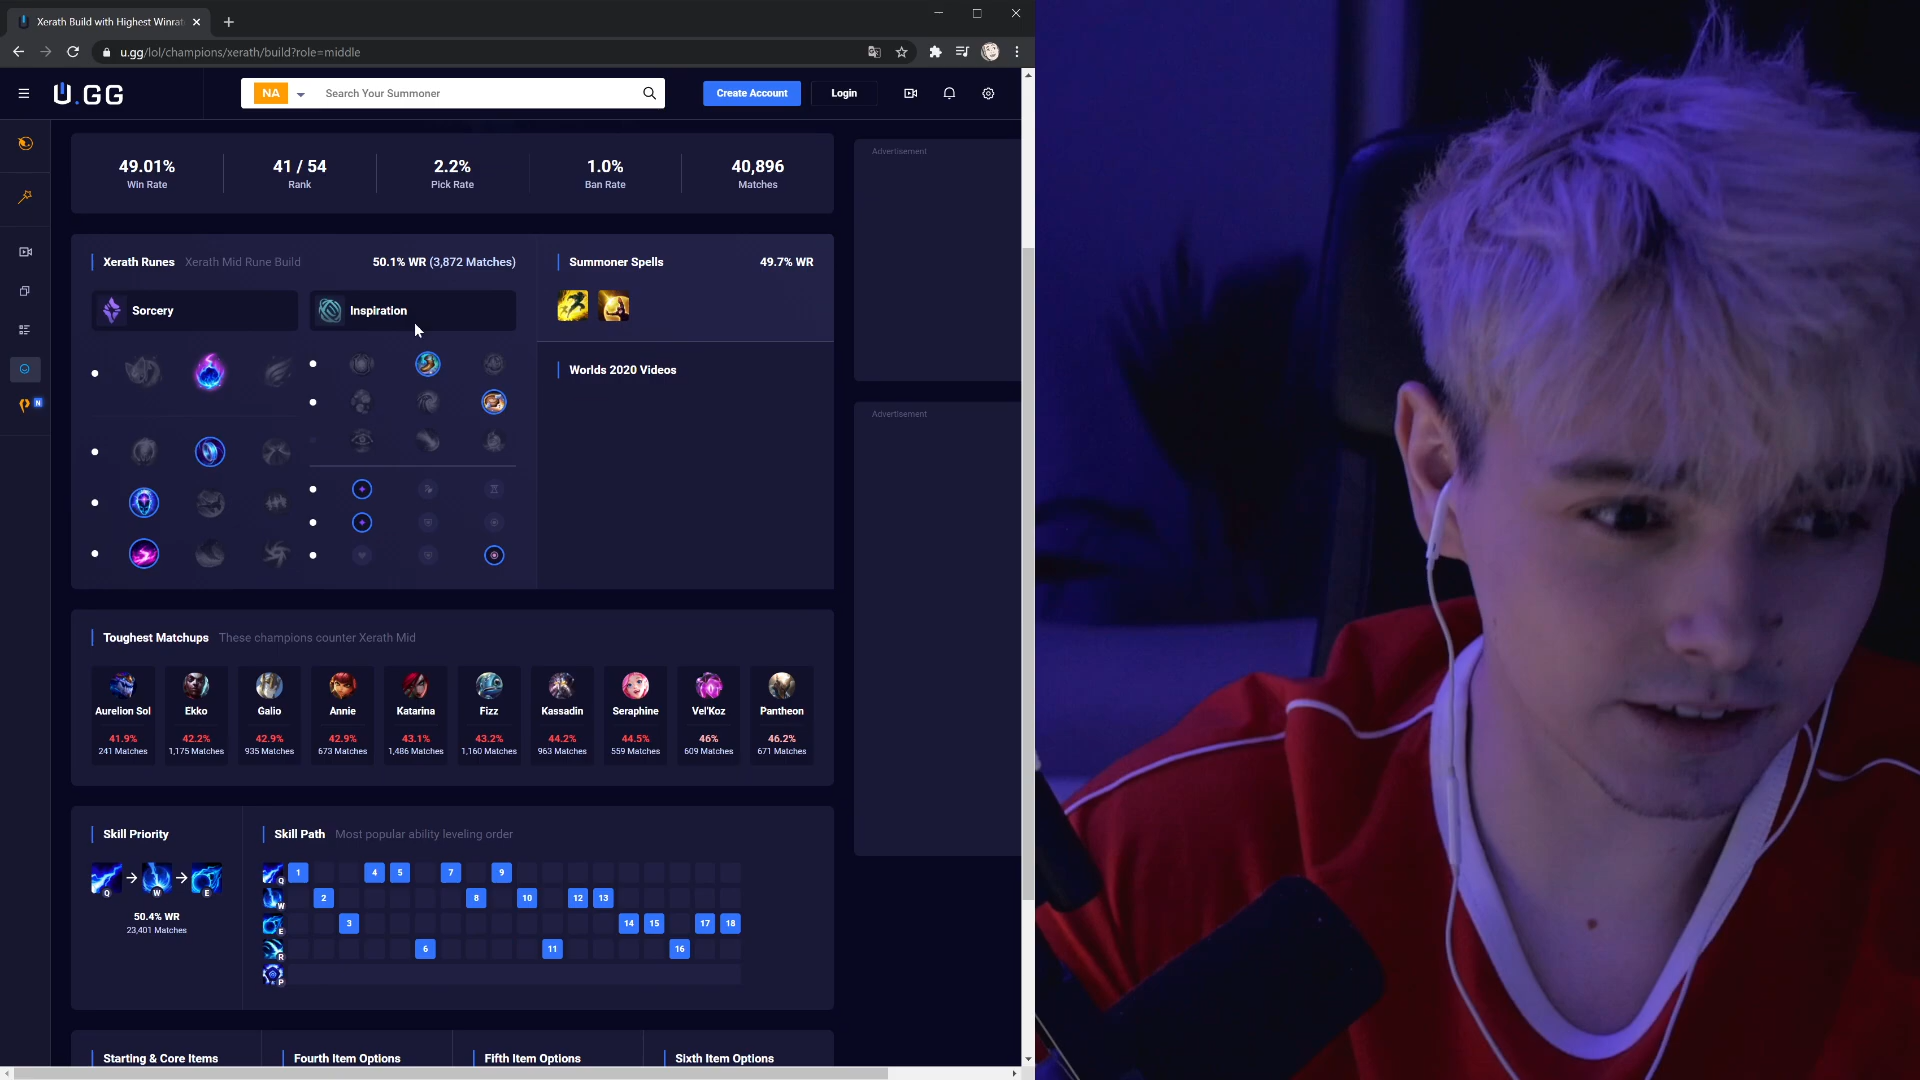 Xerath Build with Highest Winrat
u.gg/lol/champions/xerath/build?role=middle
U.GG
NA
Search Your Summoner
Create Account
Login
49.01%
Win Rate
41 / 54
Rank
2.2%
Pick Rate
1.0%
Ban Rate
40,896
Matches
Advertisement
Xerath Runes Xerath Mid Rune Build 50.1% WR (3,872 Matches)
Summoner Spells 49.7% WR
Sorcery
Inspiration
Worlds 2020 Videos
N
Advertisement
Toughest Matchups These champions counter Xerath Mid
Aurelion Sol
41.9%
241 Matches
Ekko
42.2%
1,175 Matches
Galio
42.9%
935 Matches
Annie
42.9%
673 Matches
Katarina
43.1%
1,486 Matches
Fizz
43.2%
1,160 Matches
Kassadin
44.2%
963 Matches
Seraphine
44.5%
559 Matches
Vel'Koz
46%
609 Matches
Pantheon
46.2%
671 Matches
Skill Priority
Q W E
50.4% WR
23,401 Matches
Skill Path Most popular ability leveling order
Q 1 4 5 7 9
W 2 8 10 12 13
E 3 14 15 17 18
R 6 11 16
P
Starting & Core Items
Fourth Item Options
Fifth Item Options
Sixth Item Options